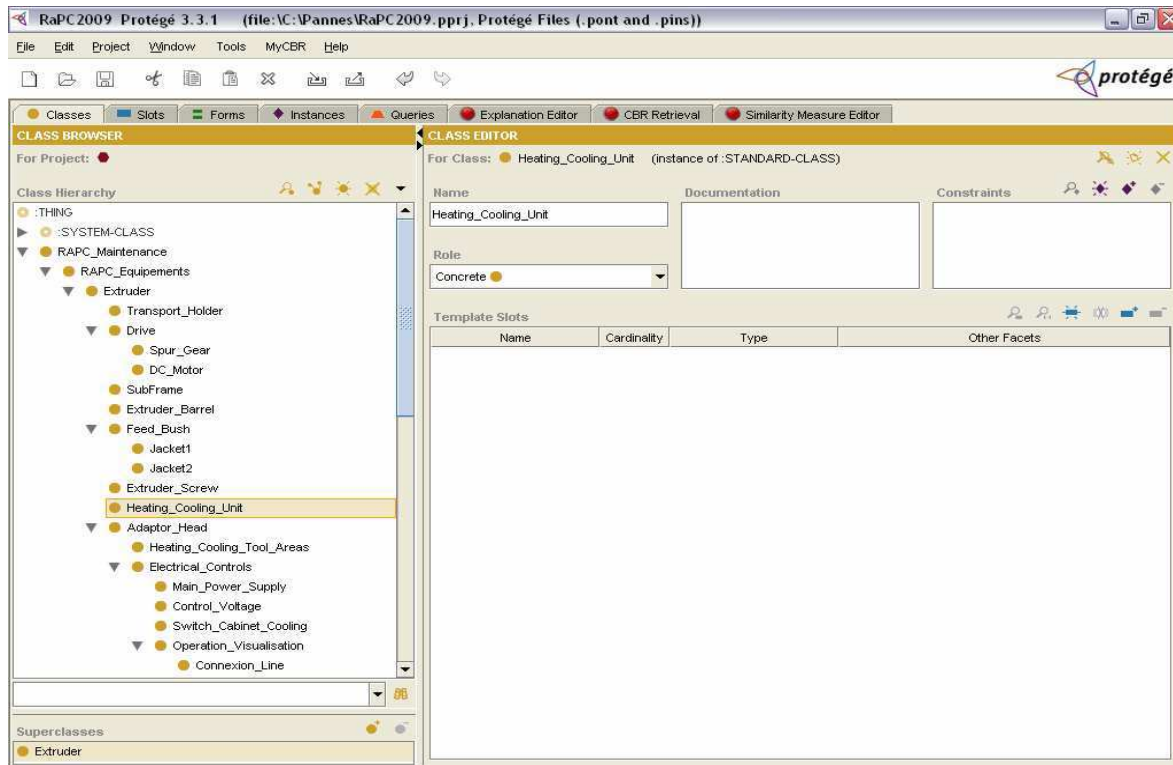 RaPC2009 Protégé 3.3.1 (file:\C:\Pannes\RaPC2009.pprj, Protégé Files (.pont and .pins))
File Edit Project Window Tools MyCBR Help
protégé
Classes Slots Forms Instances Queries Explanation Editor CBR Retrieval Similarity Measure Editor
CLASS BROWSER
For Project:
Class Hierarchy
:THING
:SYSTEM-CLASS
RAPC_Maintenance
RAPC_Equipements
Extruder
Transport_Holder
Drive
Spur_Gear
DC_Motor
SubFrame
Extruder_Barrel
Feed_Bush
Jacket1
Jacket2
Extruder_Screw
Heating_Cooling_Unit
Adaptor_Head
Heating_Cooling_Tool_Areas
Electrical_Controls
Main_Power_Supply
Control_Voltage
Switch_Cabinet_Cooling
Operation_Visualisation
Connexion_Line
Superclasses
Extruder
CLASS EDITOR
For Class: Heating_Cooling_Unit (instance of :STANDARD-CLASS)
Name Documentation Constraints
Heating_Cooling_Unit
Role
Concrete
Template Slots
Name Cardinality Type Other Facets